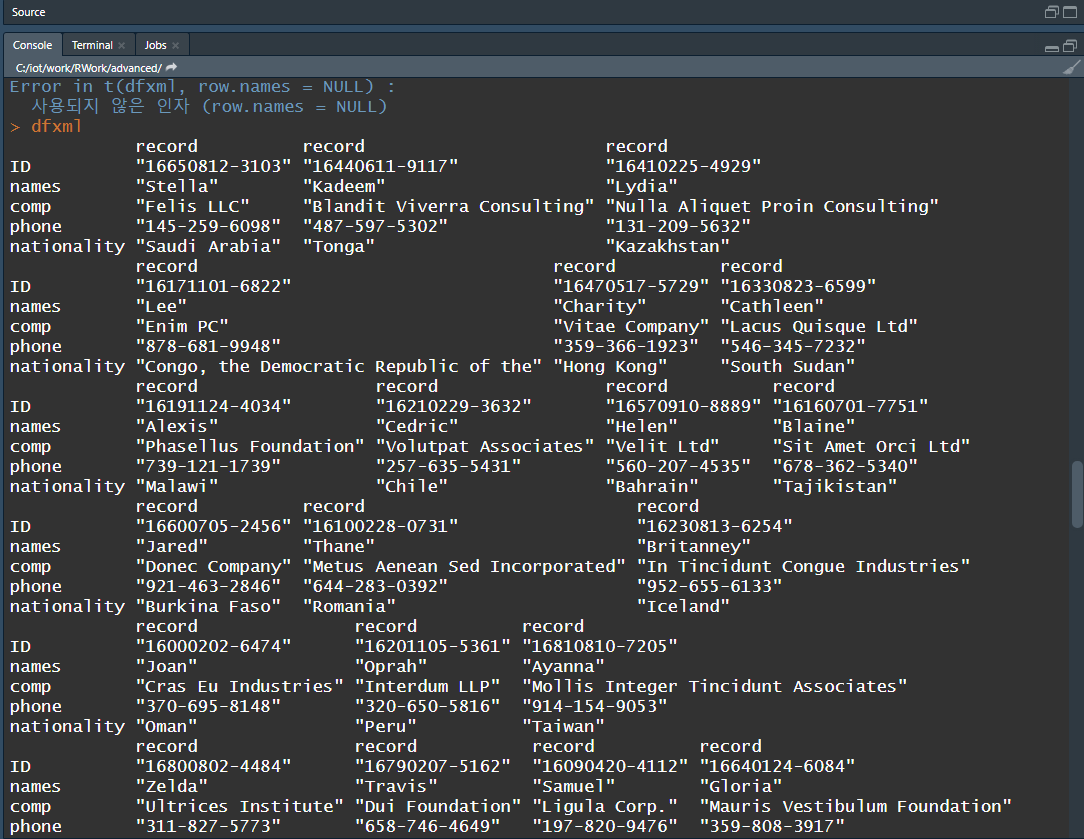 Source
Console Terminal × Jobs ×
C:/iot/work/RWork/advanced/
Error in t(dfxml, row.names = NULL) :
  사용되지 않은 인자 (row.names = NULL)
> dfxml
            record           record                       record
ID          "16650812-3103" "16440611-9117"              "16410225-4929"
names       "Stella"        "Kadeem"                     "Lydia"
comp        "Felis LLC"     "Blandit Viverra Consulting" "Nulla Aliquet Proin Consulting"
phone       "145-259-6098"  "487-597-5302"               "131-209-5632"
nationality "Saudi Arabia"  "Tonga"                      "Kazakhstan"
            record                                  record          record
ID          "16171101-6822"                         "16470517-5729" "16330823-6599"
names       "Lee"                                   "Charity"       "Cathleen"
comp        "Enim PC"                               "Vitae Company" "Lacus Quisque Ltd"
phone       "878-681-9948"                          "359-366-1923"  "546-345-7232"
nationality "Congo, the Democratic Republic of the" "Hong Kong"     "South Sudan"
            record                 record                record          record
ID          "16191124-4034"        "16210229-3632"       "16570910-8889" "16160701-7751"
names       "Alexis"               "Cedric"              "Helen"         "Blaine"
comp        "Phasellus Foundation" "Volutpat Associates" "Velit Ltd"     "Sit Amet Orci Ltd"
phone       "739-121-1739"         "257-635-5431"        "560-207-4535"  "678-362-5340"
nationality "Malawi"               "Chile"               "Bahrain"       "Tajikistan"
            record          record                          record
ID          "16600705-2456" "16100228-0731"                 "16230813-6254"
names       "Jared"         "Thane"                         "Britanney"
comp        "Donec Company" "Metus Aenean Sed Incorporated" "In Tincidunt Congue Industries"
phone       "921-463-2846"  "644-283-0392"                  "952-655-6133"
nationality "Burkina Faso"  "Romania"                       "Iceland"
            record               record          record
ID          "16000202-6474"      "16201105-5361" "16810810-7205"
names       "Joan"               "Oprah"         "Ayanna"
comp        "Cras Eu Industries" "Interdum LLP"  "Mollis Integer Tincidunt Associates"
phone       "370-695-8148"       "320-650-5816"  "914-154-9053"
nationality "Oman"               "Peru"          "Taiwan"
            record               record           record          record
ID          "16800802-4484"      "16790207-5162"  "16090420-4112" "16640124-6084"
names       "Zelda"              "Travis"         "Samuel"        "Gloria"
comp        "Ultrices Institute" "Dui Foundation" "Ligula Corp."  "Mauris Vestibulum Foundation"
phone       "311-827-5773"       "658-746-4649"   "197-820-9476"  "359-808-3917"